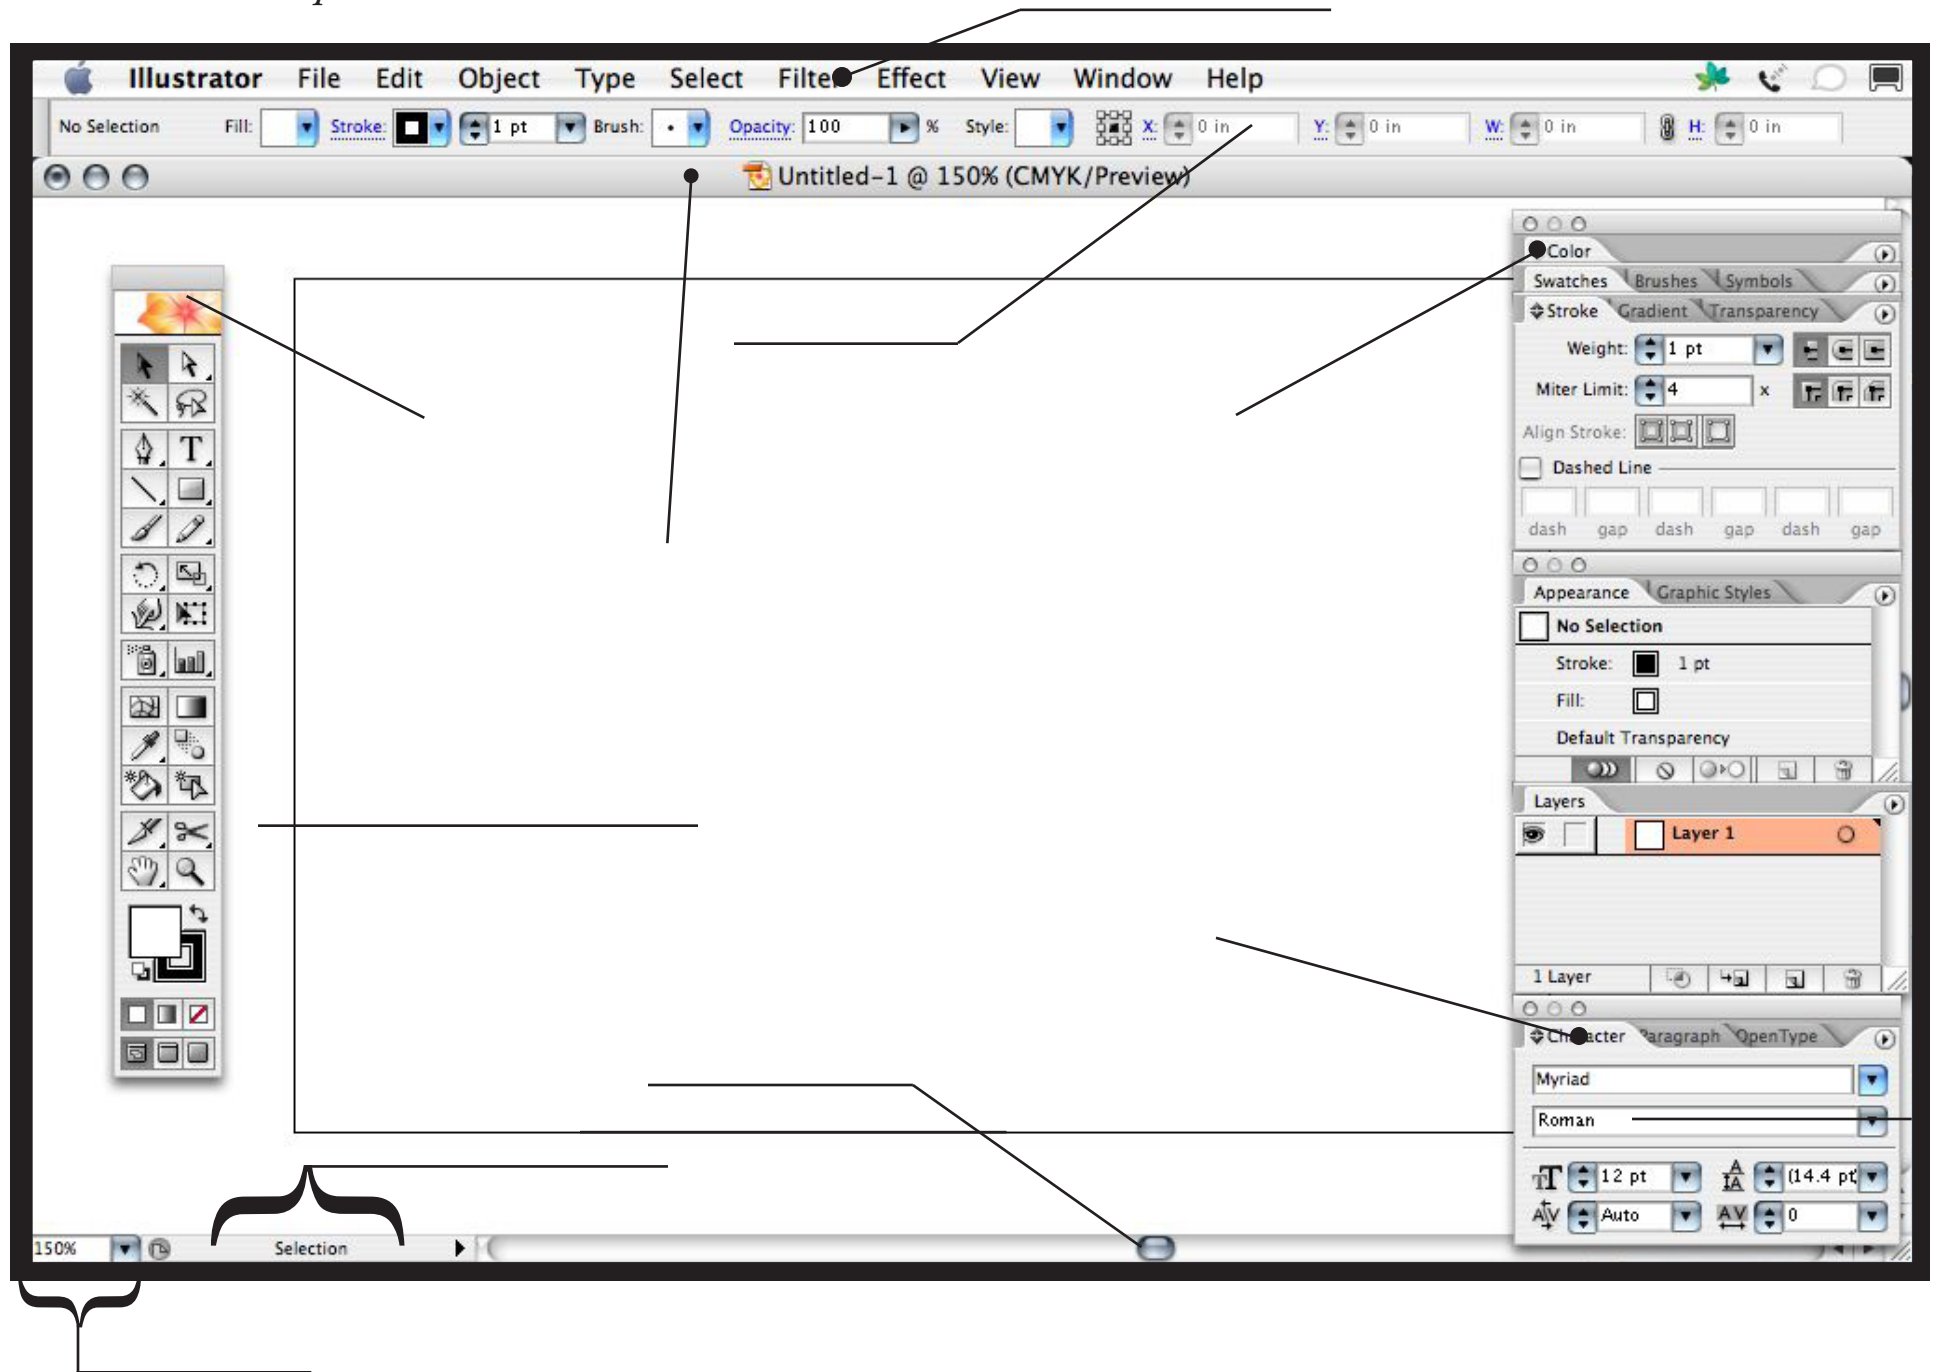 Illustrator File Edit Object Type Select Filter Effect View Window Help
No Selection Fill: Stroke: 1 pt Brush: Opacity: 100 % Style: X: 0 in Y: 0 in W: 0 in H: 0 in
Untitled-1 @ 150% (CMYK/Preview)
Color
Swatches Brushes Symbols
Stroke Gradient Transparency
Weight: 1 pt
Miter Limit: 4 x
Align Stroke:
Dashed Line
dash gap dash gap dash gap
Appearance Graphic Styles
No Selection
Stroke: 1 pt
Fill:
Default Transparency
Layers
Layer 1
1 Layer
Character Paragraph OpenType
Myriad
Roman
12 pt (14.4 pt
Auto 0
150% Selection